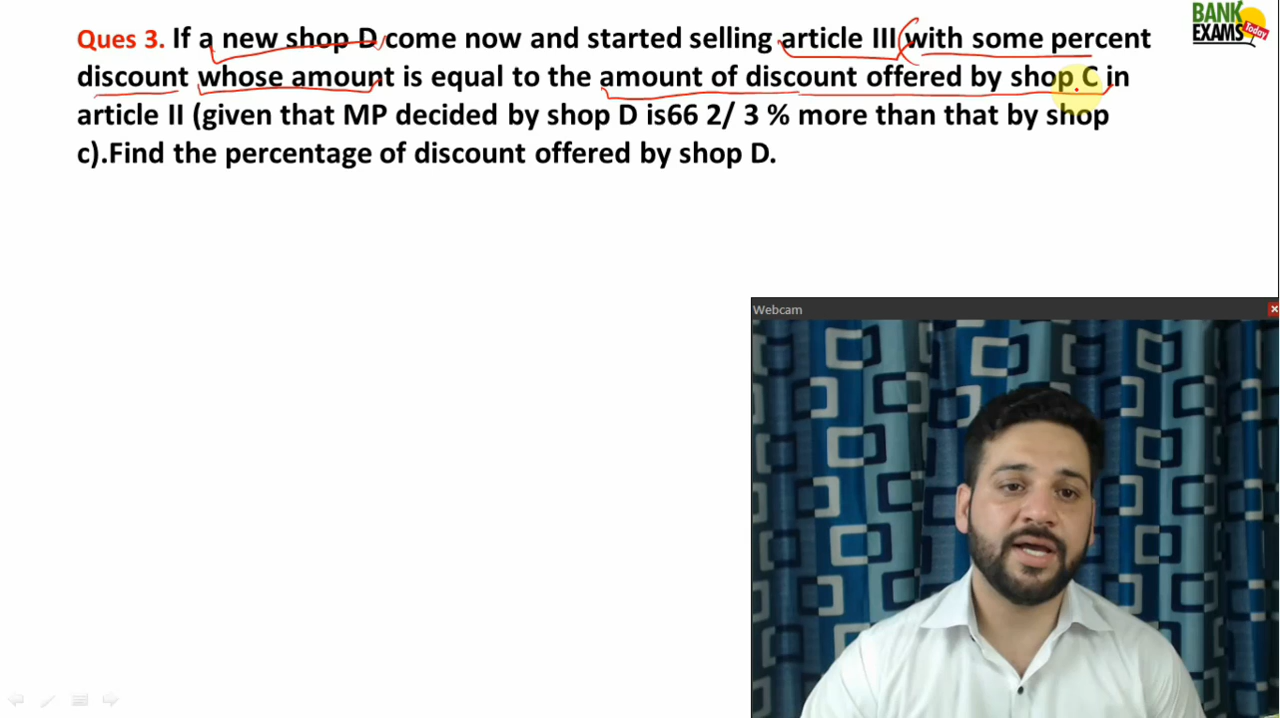 BANK
EXAMS Today
Ques 3. If a new shop D come now and started selling article III with some percent
discount whose amount is equal to the amount of discount offered by shop C in
article II (given that MP decided by shop D is66 2/ 3 % more than that by shop
c).Find the percentage of discount offered by shop D.
Webcam